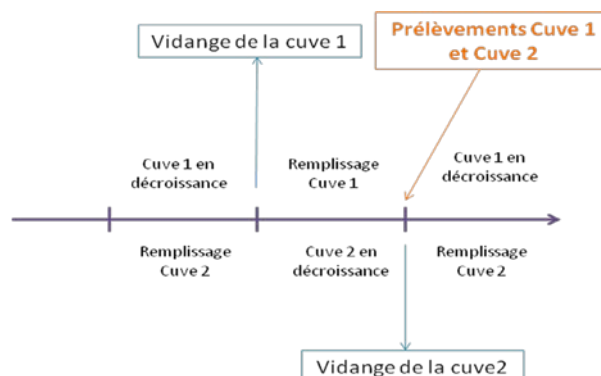 Vidange de la cuve 1
Prélèvements Cuve 1
et Cuve 2
Cuve 1 en
décroissance
Remplissage
Cuve 1
Cuve 1 en
décroissance
Remplissage
Cuve 2
Cuve 2 en
décroissance
Remplissage
Cuve 2
Vidange de la cuve2